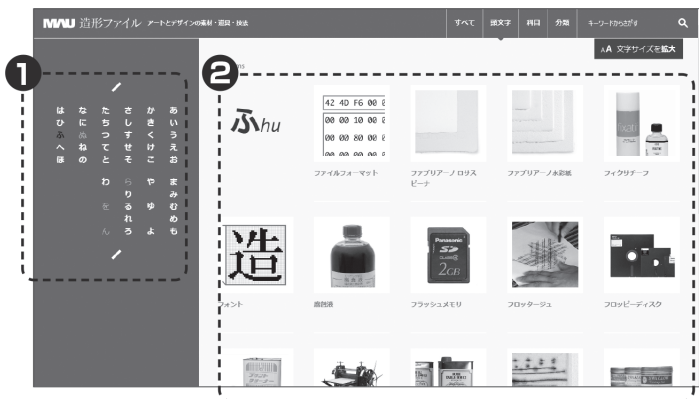 MAU 造形ファイル アートとデザインの素材・道具・技法
すべて 頭文字 科目 分類 キーワードからさがす
AA 文字サイズを拡大
1
2
あいうえお
かきくけこ
さしすせそ
たちつてと
なにぬねの
はひふへほ
まみむめも
や ゆ よ
らりるれろ
わ を ん
ふhu
42 4D F6 00
00 00 10 00
00 00 80 00
ファイルフォーマット
ファブリアーノ ロサスピーナ
ファブリアーノ水彩紙
フィクサチーフ
造
Panasonic
SD
2GB
フォント
腐蝕液
フラッシュメモリ
フロッタージュ
フロッピーディスク